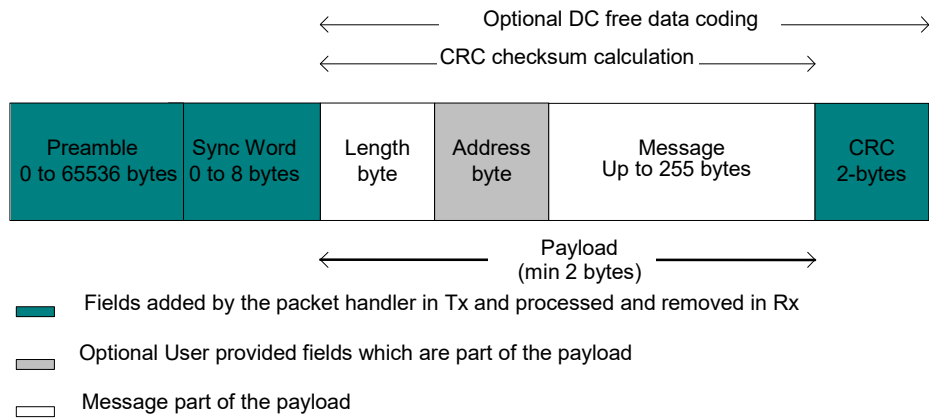 Optional DC free data coding
CRC checksum calculation
Preamble
0 to 65536 bytes
Sync Word
0 to 8 bytes
Length
byte
Address
byte
Message
Up to 255 bytes
CRC
2-bytes
Payload
(min 2 bytes)
Fields added by the packet handler in Tx and processed and removed in Rx
Optional User provided fields which are part of the payload
Message part of the payload